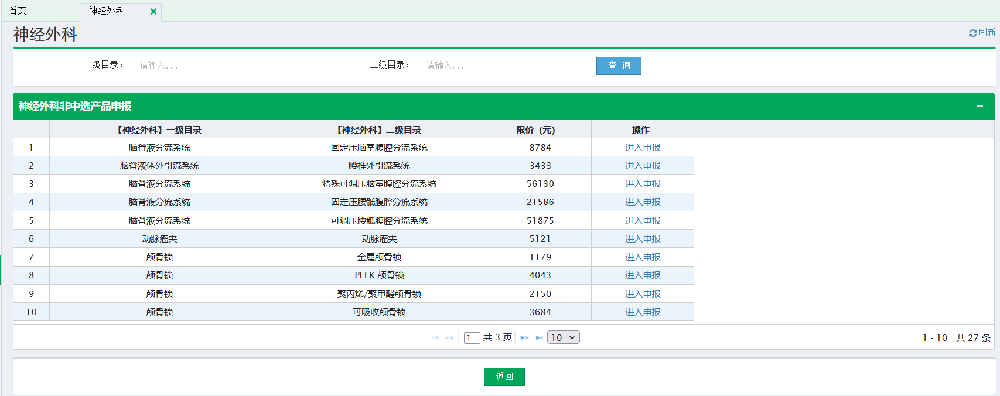 首页 神经外科
神经外科 刷新
一级目录： 请输入... 二级目录： 请输入... 查 询
神经外科非中选产品申报
【神经外科】一级目录 【神经外科】二级目录 限价（元） 操作
1 脑脊液分流系统 固定压脑室腹腔分流系统 8784 进入申报
2 脑脊液体外引流系统 腰椎外引流系统 3433 进入申报
3 脑脊液分流系统 特殊可调压脑室腹腔分流系统 56130 进入申报
4 脑脊液分流系统 固定压腰骶腹腔分流系统 21586 进入申报
5 脑脊液分流系统 可调压腰骶腹腔分流系统 51875 进入申报
6 动脉瘤夹 动脉瘤夹 5121 进入申报
7 颅骨锁 金属颅骨锁 1179 进入申报
8 颅骨锁 PEEK 颅骨锁 4043 进入申报
9 颅骨锁 聚丙烯/聚甲醛颅骨锁 2150 进入申报
10 颅骨锁 可吸收颅骨锁 3684 进入申报
1 共 3 页 10 1 - 10 共 27 条
返回